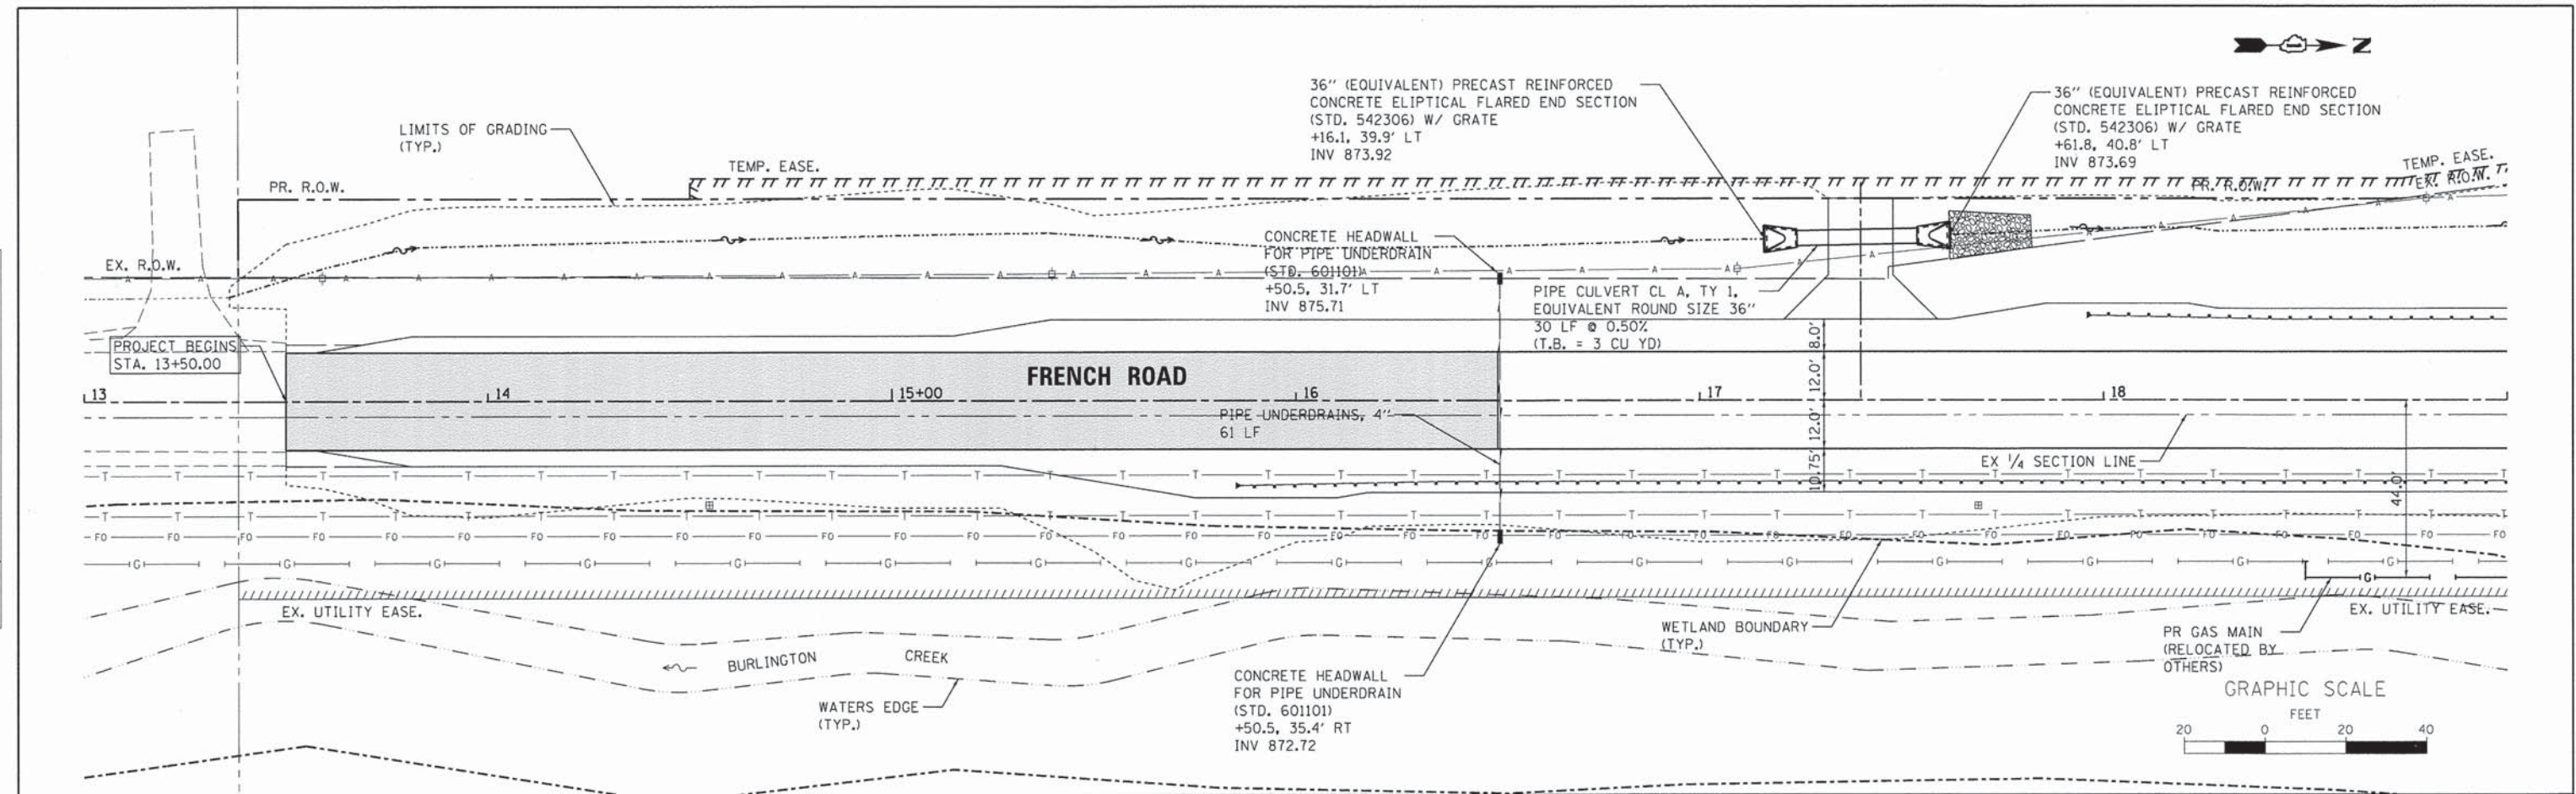 N
36" (EQUIVALENT) PRECAST REINFORCED
CONCRETE ELIPTICAL FLARED END SECTION
(STD. 542306) W/ GRATE
+16.1, 39.9' LT
INV 873.92
36" (EQUIVALENT) PRECAST REINFORCED
CONCRETE ELIPTICAL FLARED END SECTION
(STD. 542306) W/ GRATE
+61.8, 40.8' LT
INV 873.69
LIMITS OF GRADING
(TYP.)
TEMP. EASE.
TEMP. EASE.
PR. R.O.W.
PR. R.O.W.
EX. R.O.W.
EX. R.O.W.
CONCRETE HEADWALL
FOR PIPE UNDERDRAIN
(STD. 601101)
+50.5, 31.7' LT
INV 875.71
PIPE CULVERT CL A, TY 1,
EQUIVALENT ROUND SIZE 36"
30 LF @ 0.50%
(T.B. = 3 CU YD)
PROJECT BEGINS
STA. 13+50.00
FRENCH ROAD
13
14
15+00
16
17
18
8.0'
12.0'
12.0'
10.75'
44.0'
PIPE UNDERDRAINS, 4"
61 LF
EX 1/4 SECTION LINE
EX. UTILITY EASE.
EX. UTILITY EASE.
BURLINGTON CREEK
WATERS EDGE
(TYP.)
WETLAND BOUNDARY
(TYP.)
PR GAS MAIN
(RELOCATED BY
OTHERS)
CONCRETE HEADWALL
FOR PIPE UNDERDRAIN
(STD. 601101)
+50.5, 35.4' RT
INV 872.72
GRAPHIC SCALE
FEET
20 0 20 40